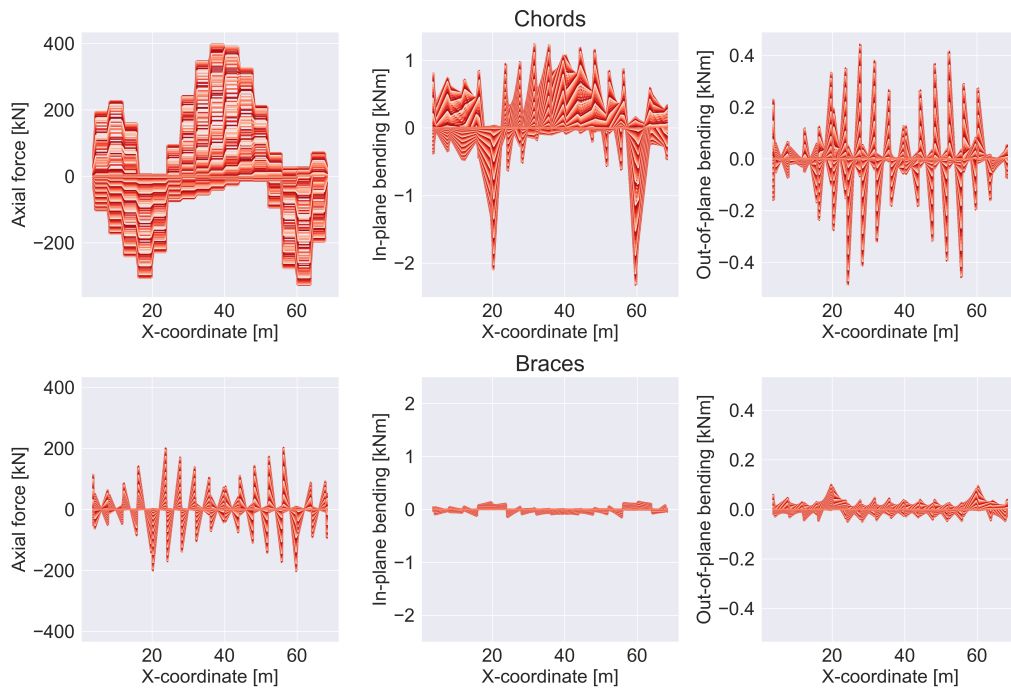 Chords
Axial force [kN]
400
200
0
−200
20 40 60
X-coordinate [m]
In-plane bending [kNm]
1
0
−1
−2
20 40 60
X-coordinate [m]
Out-of-plane bending [kNm]
0.4
0.2
0.0
−0.2
−0.4
20 40 60
X-coordinate [m]
Braces
Axial force [kN]
400
200
0
−200
−400
20 40 60
X-coordinate [m]
In-plane bending [kNm]
2
1
0
−1
−2
20 40 60
X-coordinate [m]
Out-of-plane bending [kNm]
0.4
0.2
0.0
−0.2
−0.4
20 40 60
X-coordinate [m]